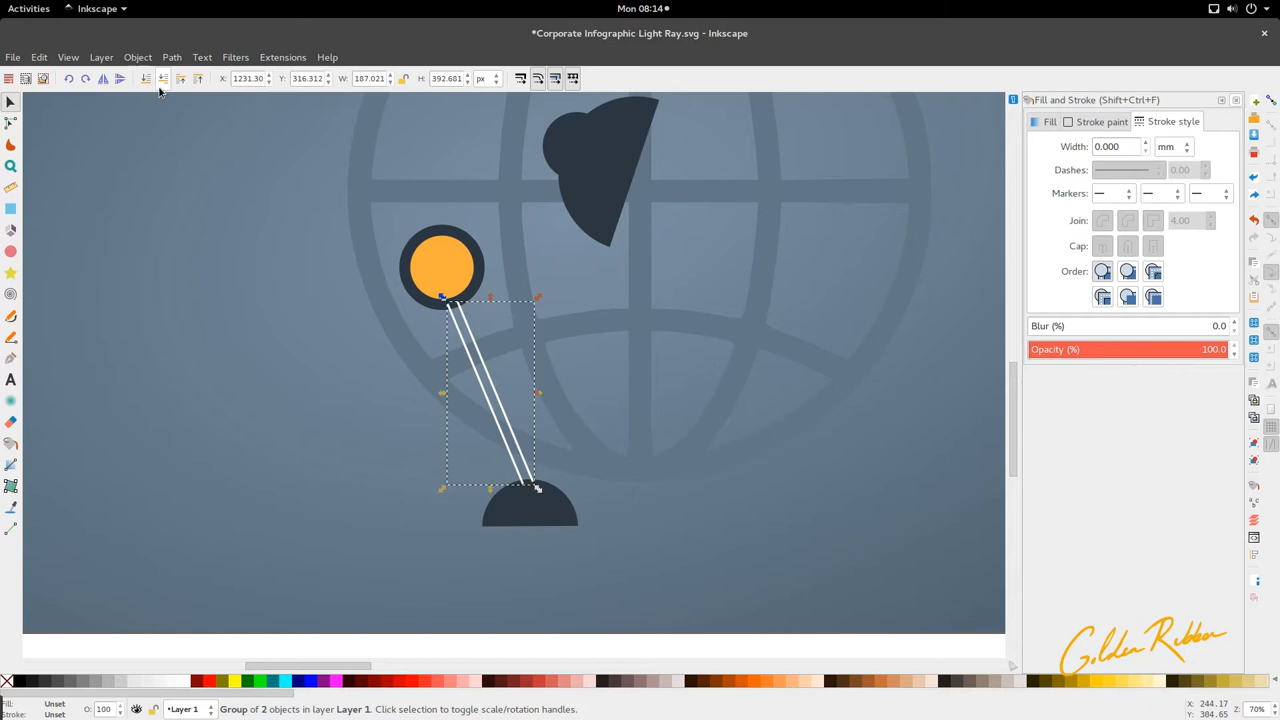 Activities Inkscape Mon 08:14
*Corporate Infographic Light Ray.svg - Inkscape
File Edit View Layer Object Path Text Filters Extensions Help
X: 1231.30 Y: 316.312 W: 187.021 H: 392.681 px
Fill and Stroke (Shift+Ctrl+F)
Fill Stroke paint Stroke style
Width: 0.000 mm
Dashes: 0.00
Markers:
Join: 4.00
Cap:
Order:
Blur (%) 0.0
Opacity (%) 100.0
Golden Ribbon
Fill: Unset
Stroke: Unset
O: 100
Layer 1
Group of 2 objects in layer Layer 1. Click selection to toggle scale/rotation handles.
X: 244.17
Y: 304.65
Z: 70%